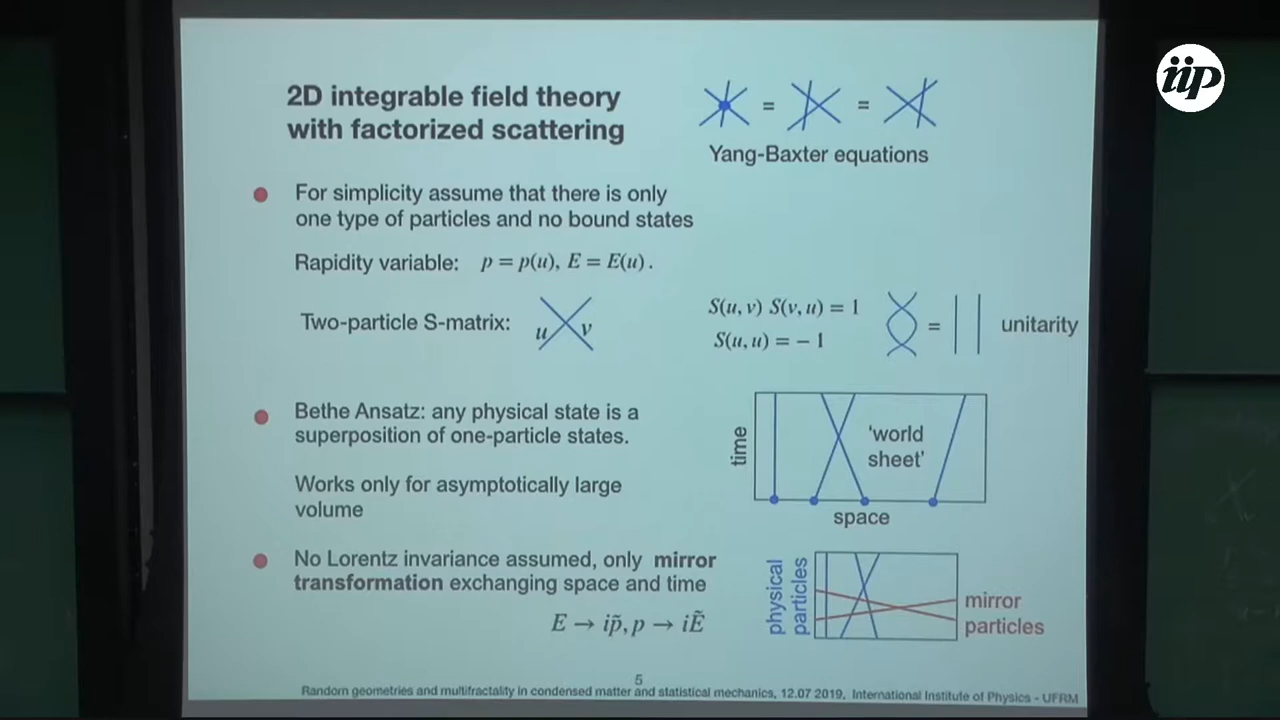 iip
2D integrable field theory
with factorized scattering
= =
Yang-Baxter equations
For simplicity assume that there is only
one type of particles and no bound states
Rapidity variable: p = p(u), E = E(u).
Two-particle S-matrix: u v
S(u, v) S(v, u) = 1
S(u, u) = − 1
= unitarity
Bethe Ansatz: any physical state is a
superposition of one-particle states.
Works only for asymptotically large
volume
time
'world
sheet'
space
No Lorentz invariance assumed, only mirror
transformation exchanging space and time
E → ip̃, p → iẼ
physical
particles
mirror
particles
5
Random geometries and multifractality in condensed matter and statistical mechanics, 12.07 2019, International Institute of Physics - UFRM